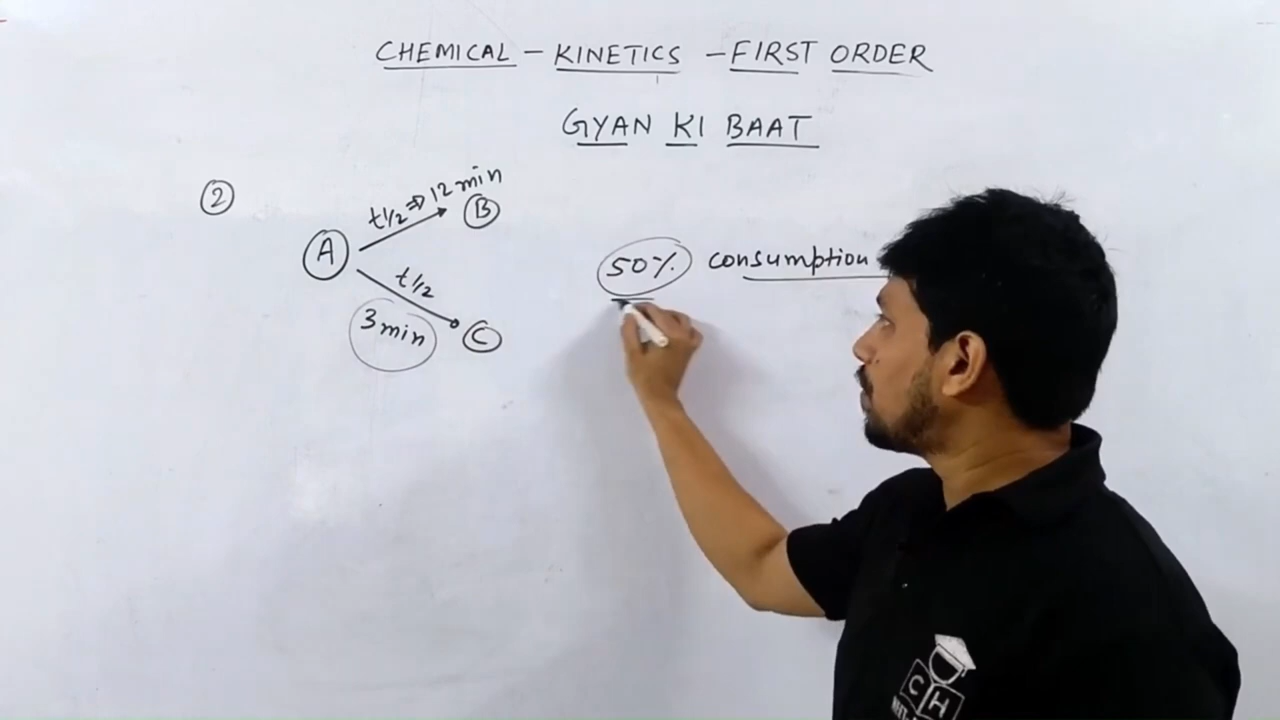 CHEMICAL - KINETICS - FIRST ORDER
GYAN KI BAAT
②
t1/2 ⇒ 12 min
B
A
t1/2
3 min
C
50% consumption
C H